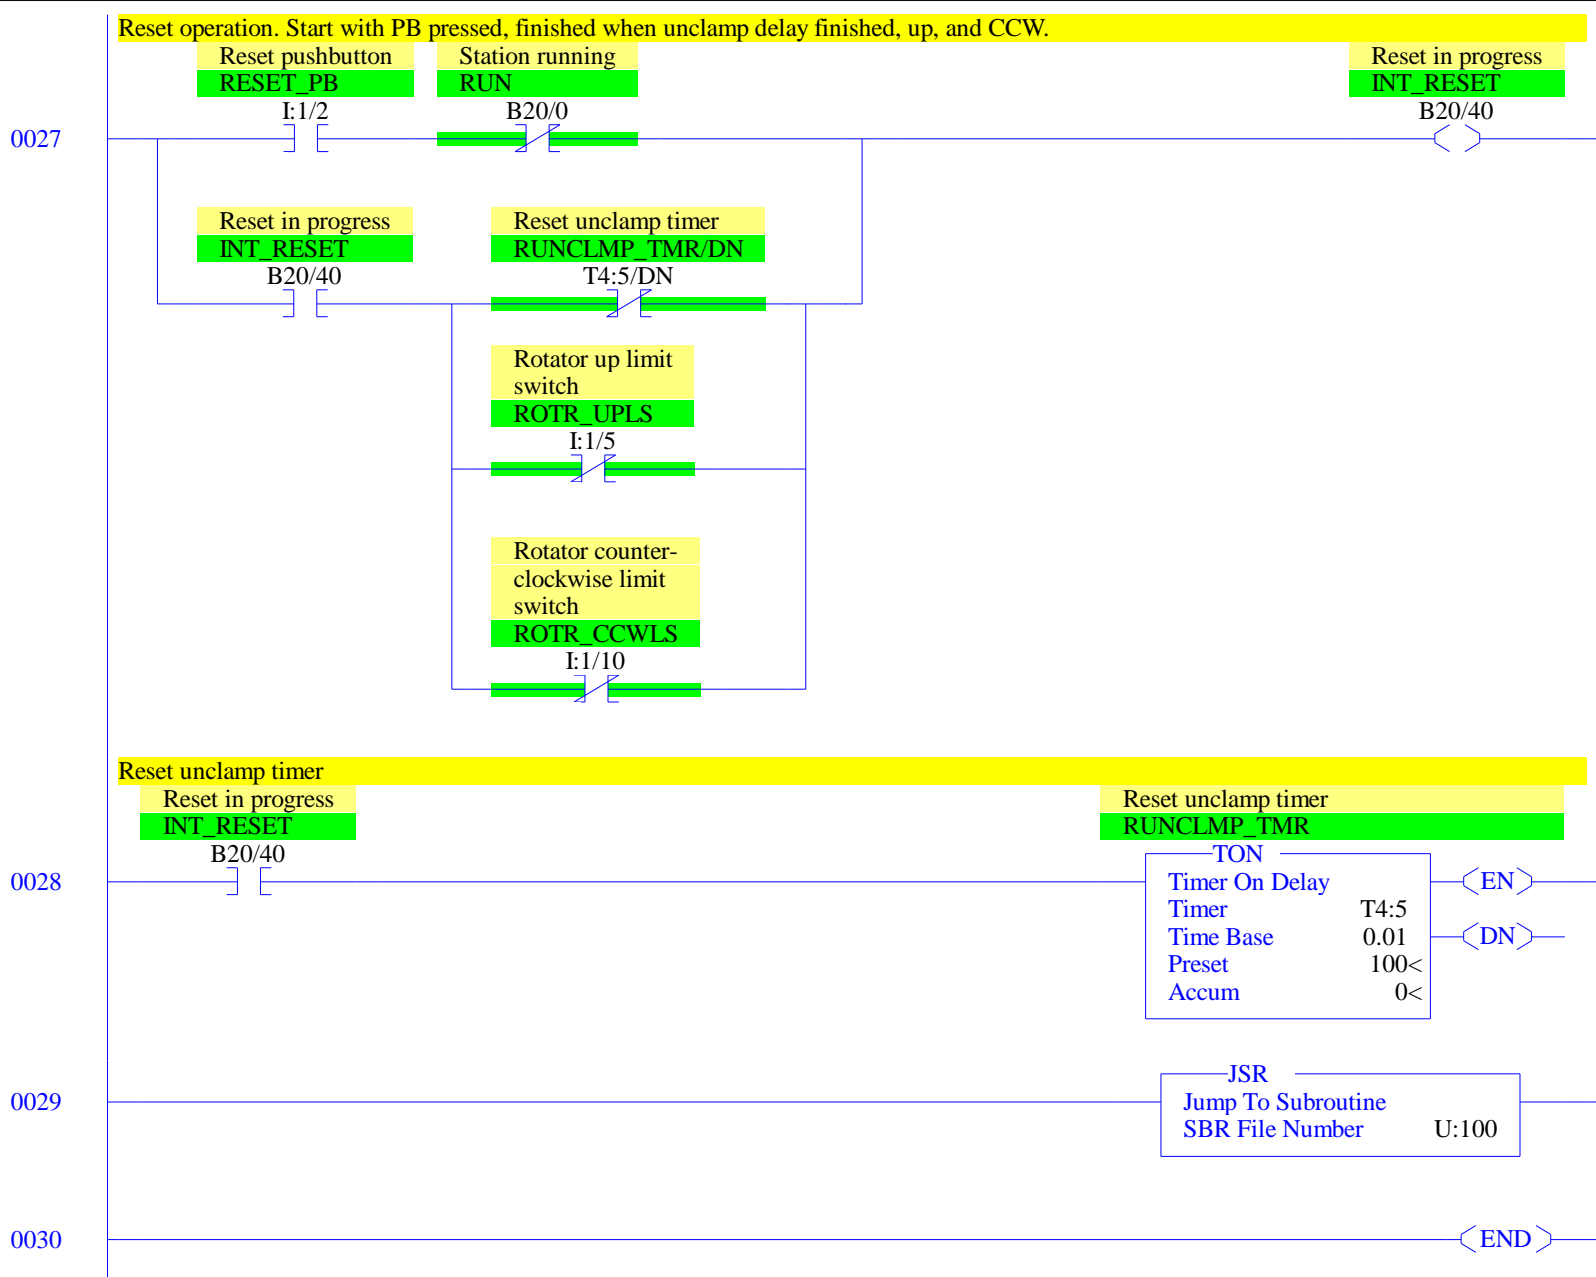 Reset operation. Start with PB pressed, finished when unclamp delay finished, up, and CCW.
Reset pushbutton
RESET_PB
I:1/2
Station running
RUN
B20/0
Reset in progress
INT_RESET
B20/40
0027
Reset in progress
INT_RESET
B20/40
Reset unclamp timer
RUNCLMP_TMR/DN
T4:5/DN
Rotator up limit
switch
ROTR_UPLS
I:1/5
Rotator counter-
clockwise limit
switch
ROTR_CCWLS
I:1/10
Reset unclamp timer
Reset in progress
INT_RESET
B20/40
Reset unclamp timer
RUNCLMP_TMR
0028
TON
Timer On Delay
Timer T4:5
Time Base 0.01
Preset 100<
Accum 0<
EN
DN
0029
JSR
Jump To Subroutine
SBR File Number U:100
0030
END